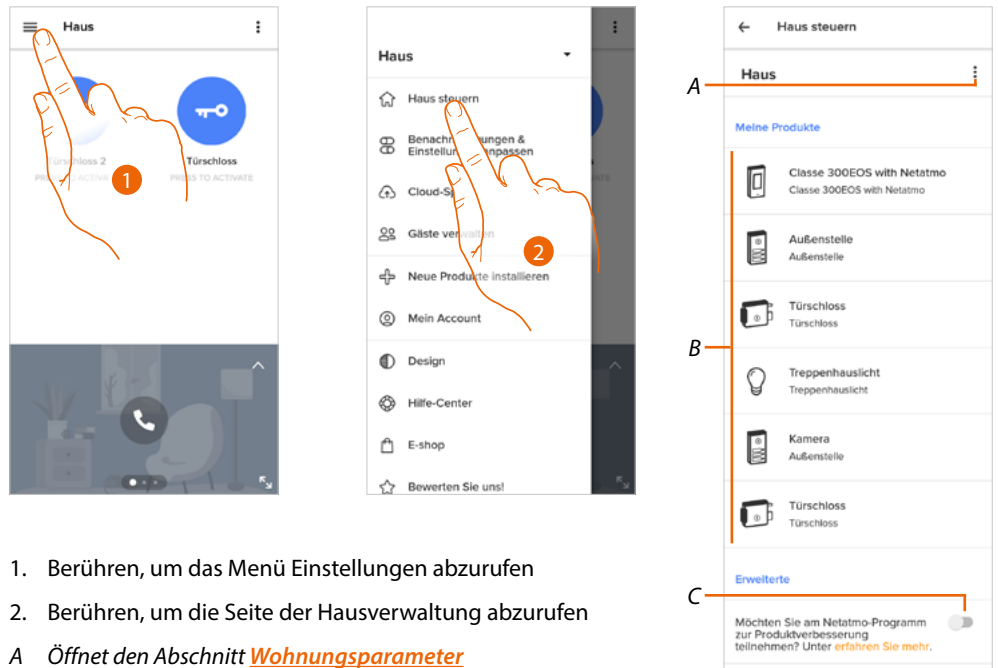 Haus
Türschloss 2
Türschloss
PRESS TO ACTIVATE
1
Haus
Haus steuern
Cloud-Sp
Gäste verwalten
2
Neue Produkte installieren
Mein Account
Design
Hilfe-Center
E-shop
Bewerten Sie uns!
Haus steuern
A
Haus
Meine Produkte
Classe 300EOS with Netatmo
Classe 300EOS with Netatmo
Außenstelle
Außenstelle
Türschloss
Türschloss
B
Treppenhauslicht
Treppenhauslicht
Kamera
Außenstelle
Türschloss
Türschloss
Erweiterte
C
Möchten Sie am Netatmo-Programm
zur Produktverbesserung
teilnehmen? Unter erfahren Sie mehr.
1. Berühren, um das Menü Einstellungen abzurufen
2. Berühren, um die Seite der Hausverwaltung abzurufen
A Öffnet den Abschnitt Wohnungsparameter